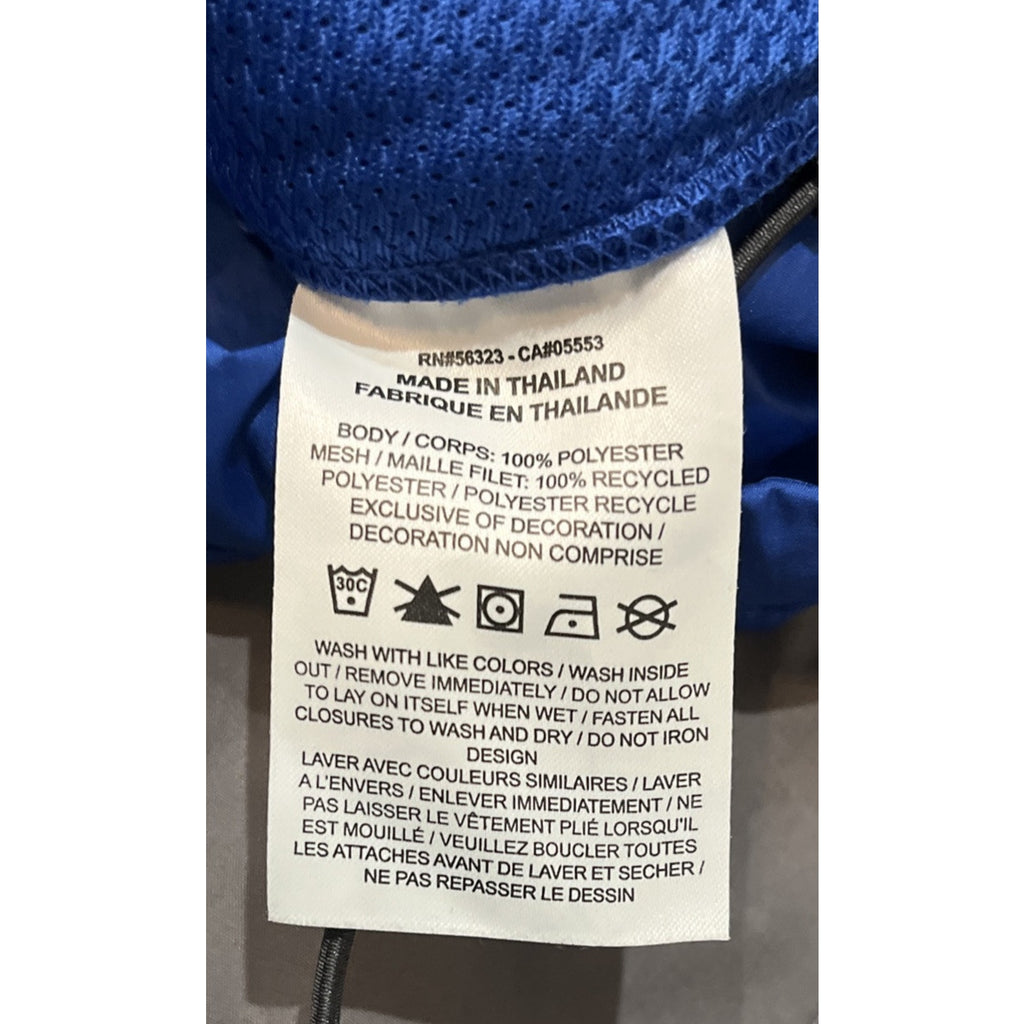 RN#56323 - CA#05553
MADE IN THAILAND
FABRIQUE EN THAILANDE
BODY / CORPS: 100% POLYESTER
MESH / MAILLE FILET: 100% RECYCLED
POLYESTER / POLYESTER RECYCLE
EXCLUSIVE OF DECORATION /
DECORATION NON COMPRISE
30C
WASH WITH LIKE COLORS / WASH INSIDE
OUT / REMOVE IMMEDIATELY / DO NOT ALLOW
TO LAY ON ITSELF WHEN WET / FASTEN ALL
CLOSURES TO WASH AND DRY / DO NOT IRON
DESIGN
LAVER AVEC COULEURS SIMILAIRES / LAVER
A L'ENVERS / ENLEVER IMMEDIATEMENT / NE
PAS LAISSER LE VÊTEMENT PLIÉ LORSQU'IL
EST MOUILLÉ / VEUILLEZ BOUCLER TOUTES
LES ATTACHES AVANT DE LAVER ET SECHER /
NE PAS REPASSER LE DESSIN